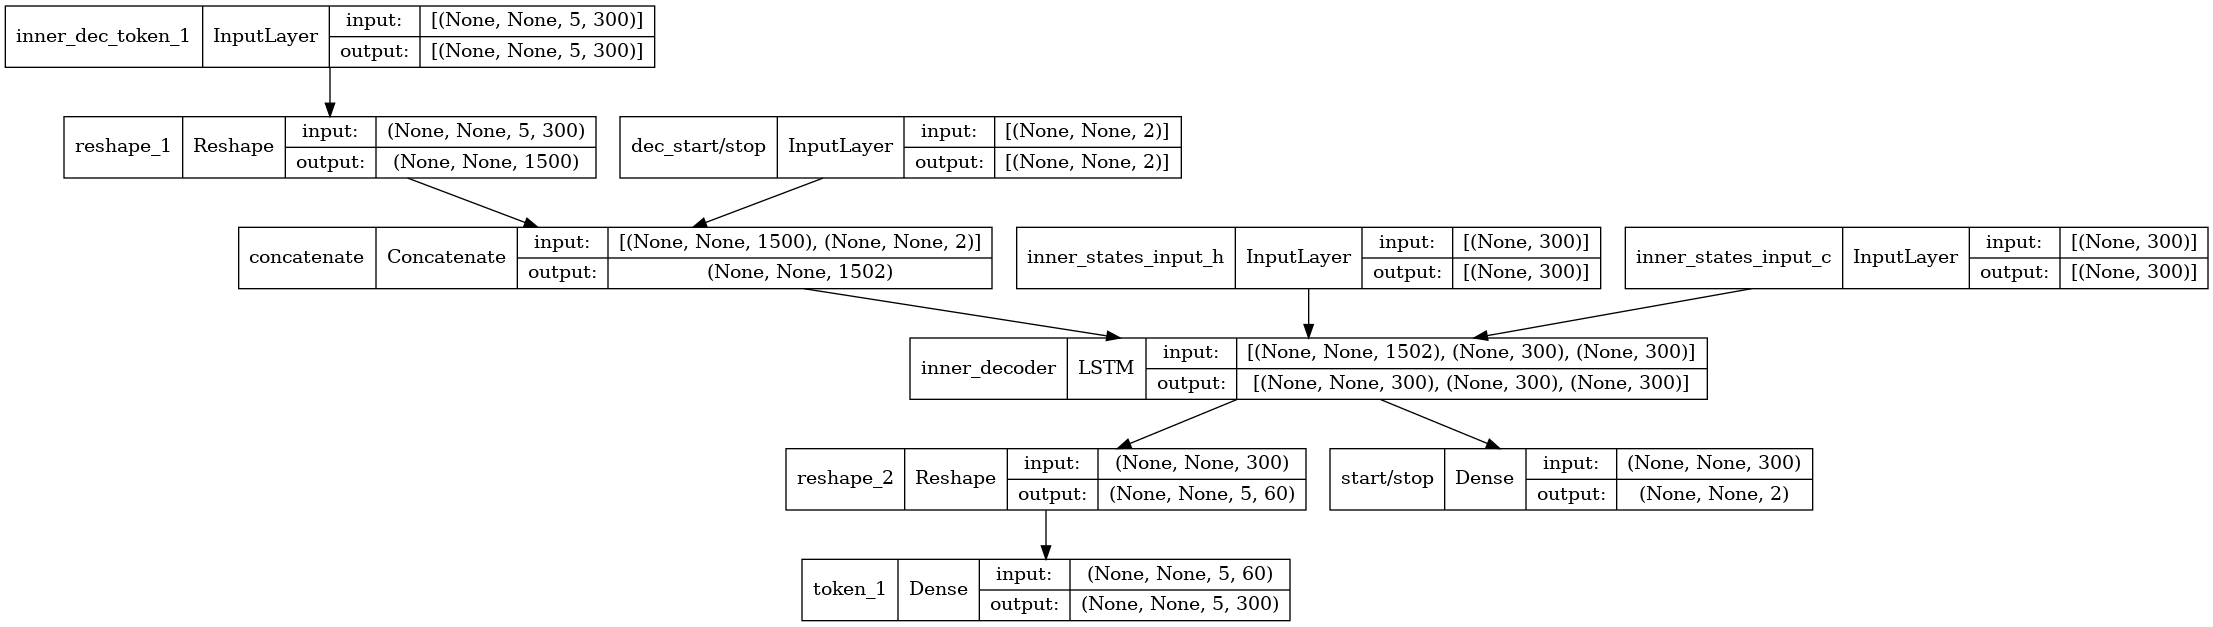 inner_dec_token_1 InputLayer input: [(None, None, 5, 300)]
output: [(None, None, 5, 300)]
reshape_1 Reshape input: (None, None, 5, 300)
output: (None, None, 1500)
dec_start/stop InputLayer input: [(None, None, 2)]
output: [(None, None, 2)]
concatenate Concatenate input: [(None, None, 1500), (None, None, 2)]
output: (None, None, 1502)
inner_states_input_h InputLayer input: [(None, 300)]
output: [(None, 300)]
inner_states_input_c InputLayer input: [(None, 300)]
output: [(None, 300)]
inner_decoder LSTM input: [(None, None, 1502), (None, 300), (None, 300)]
output: [(None, None, 300), (None, 300), (None, 300)]
reshape_2 Reshape input: (None, None, 300)
output: (None, None, 5, 60)
start/stop Dense input: (None, None, 300)
output: (None, None, 2)
token_1 Dense input: (None, None, 5, 60)
output: (None, None, 5, 300)